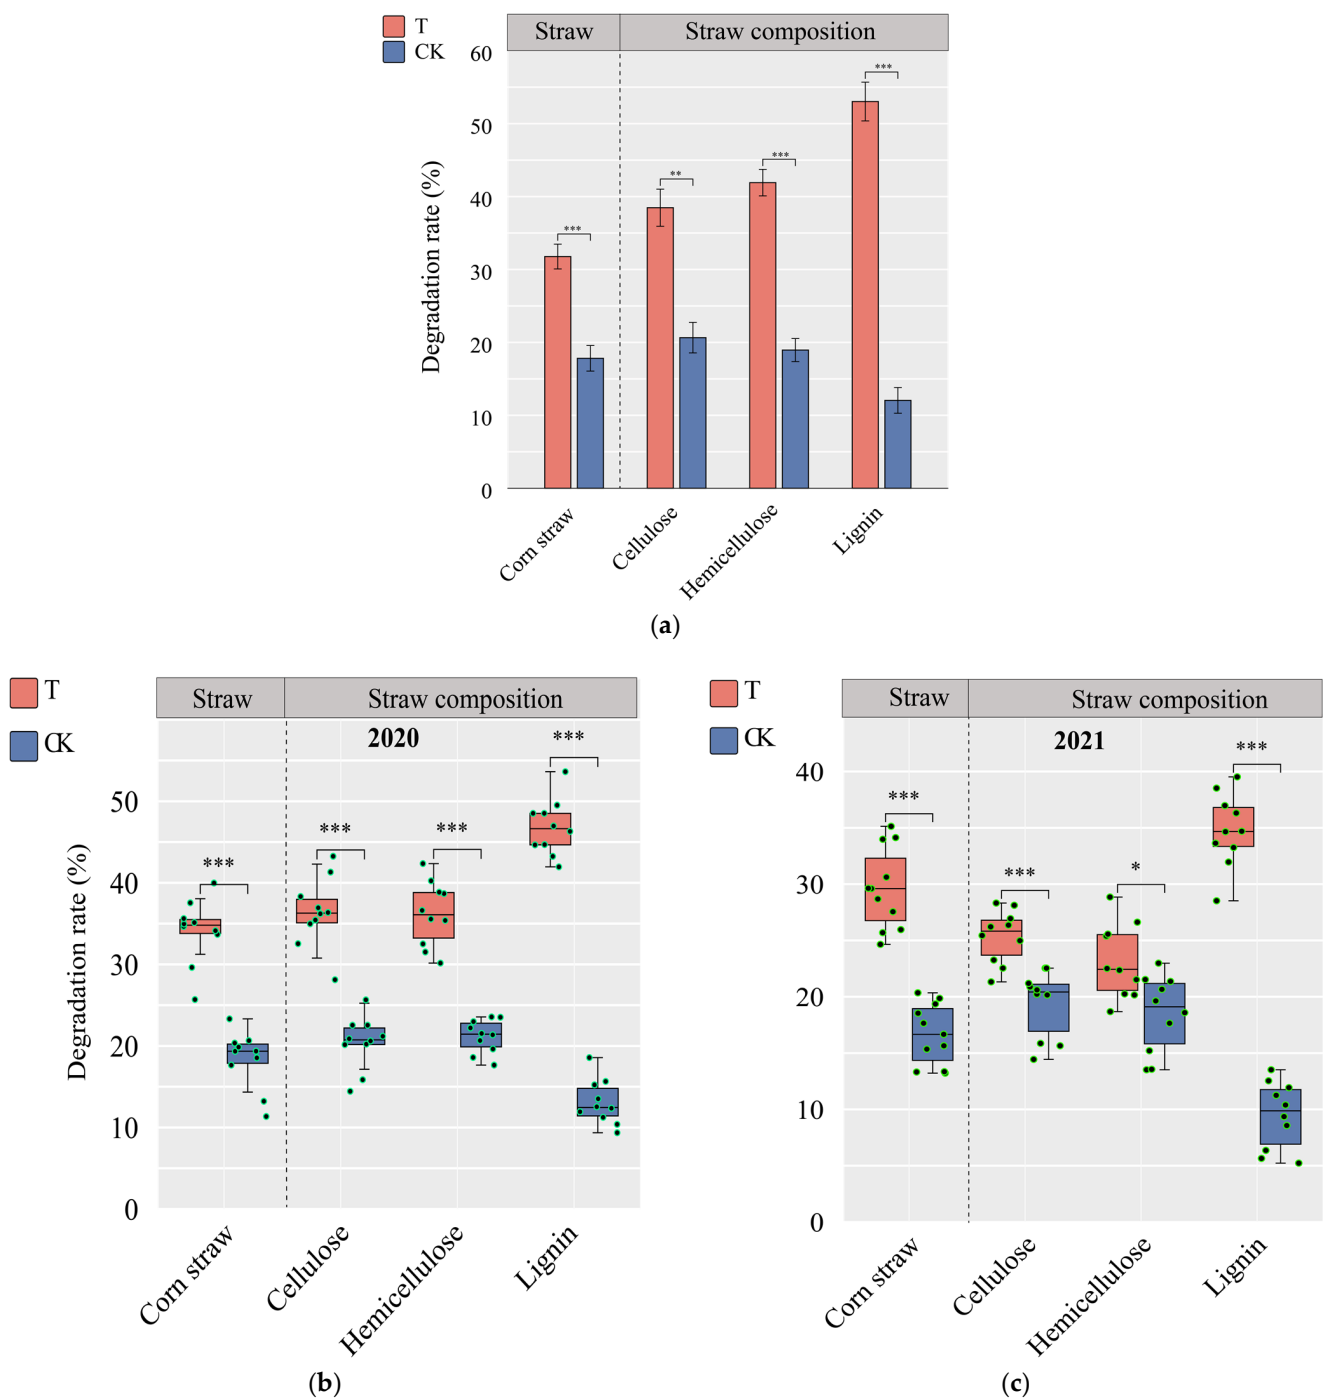 T
CK
Straw
Straw composition
***
**
***
***
60
50
40
30
20
10
0
Degradation rate (%)
Corn straw
Cellulose
Hemicellulose
Lignin
(a)
T
CK
Straw
Straw composition
2020
***
***
***
***
50
40
30
20
10
0
Degradation rate (%)
Corn straw
Cellulose
Hemicellulose
Lignin
(b)
T
CK
Straw
Straw composition
2021
***
***
*
***
40
30
20
10
0
Corn straw
Cellulose
Hemicellulose
Lignin
(c)